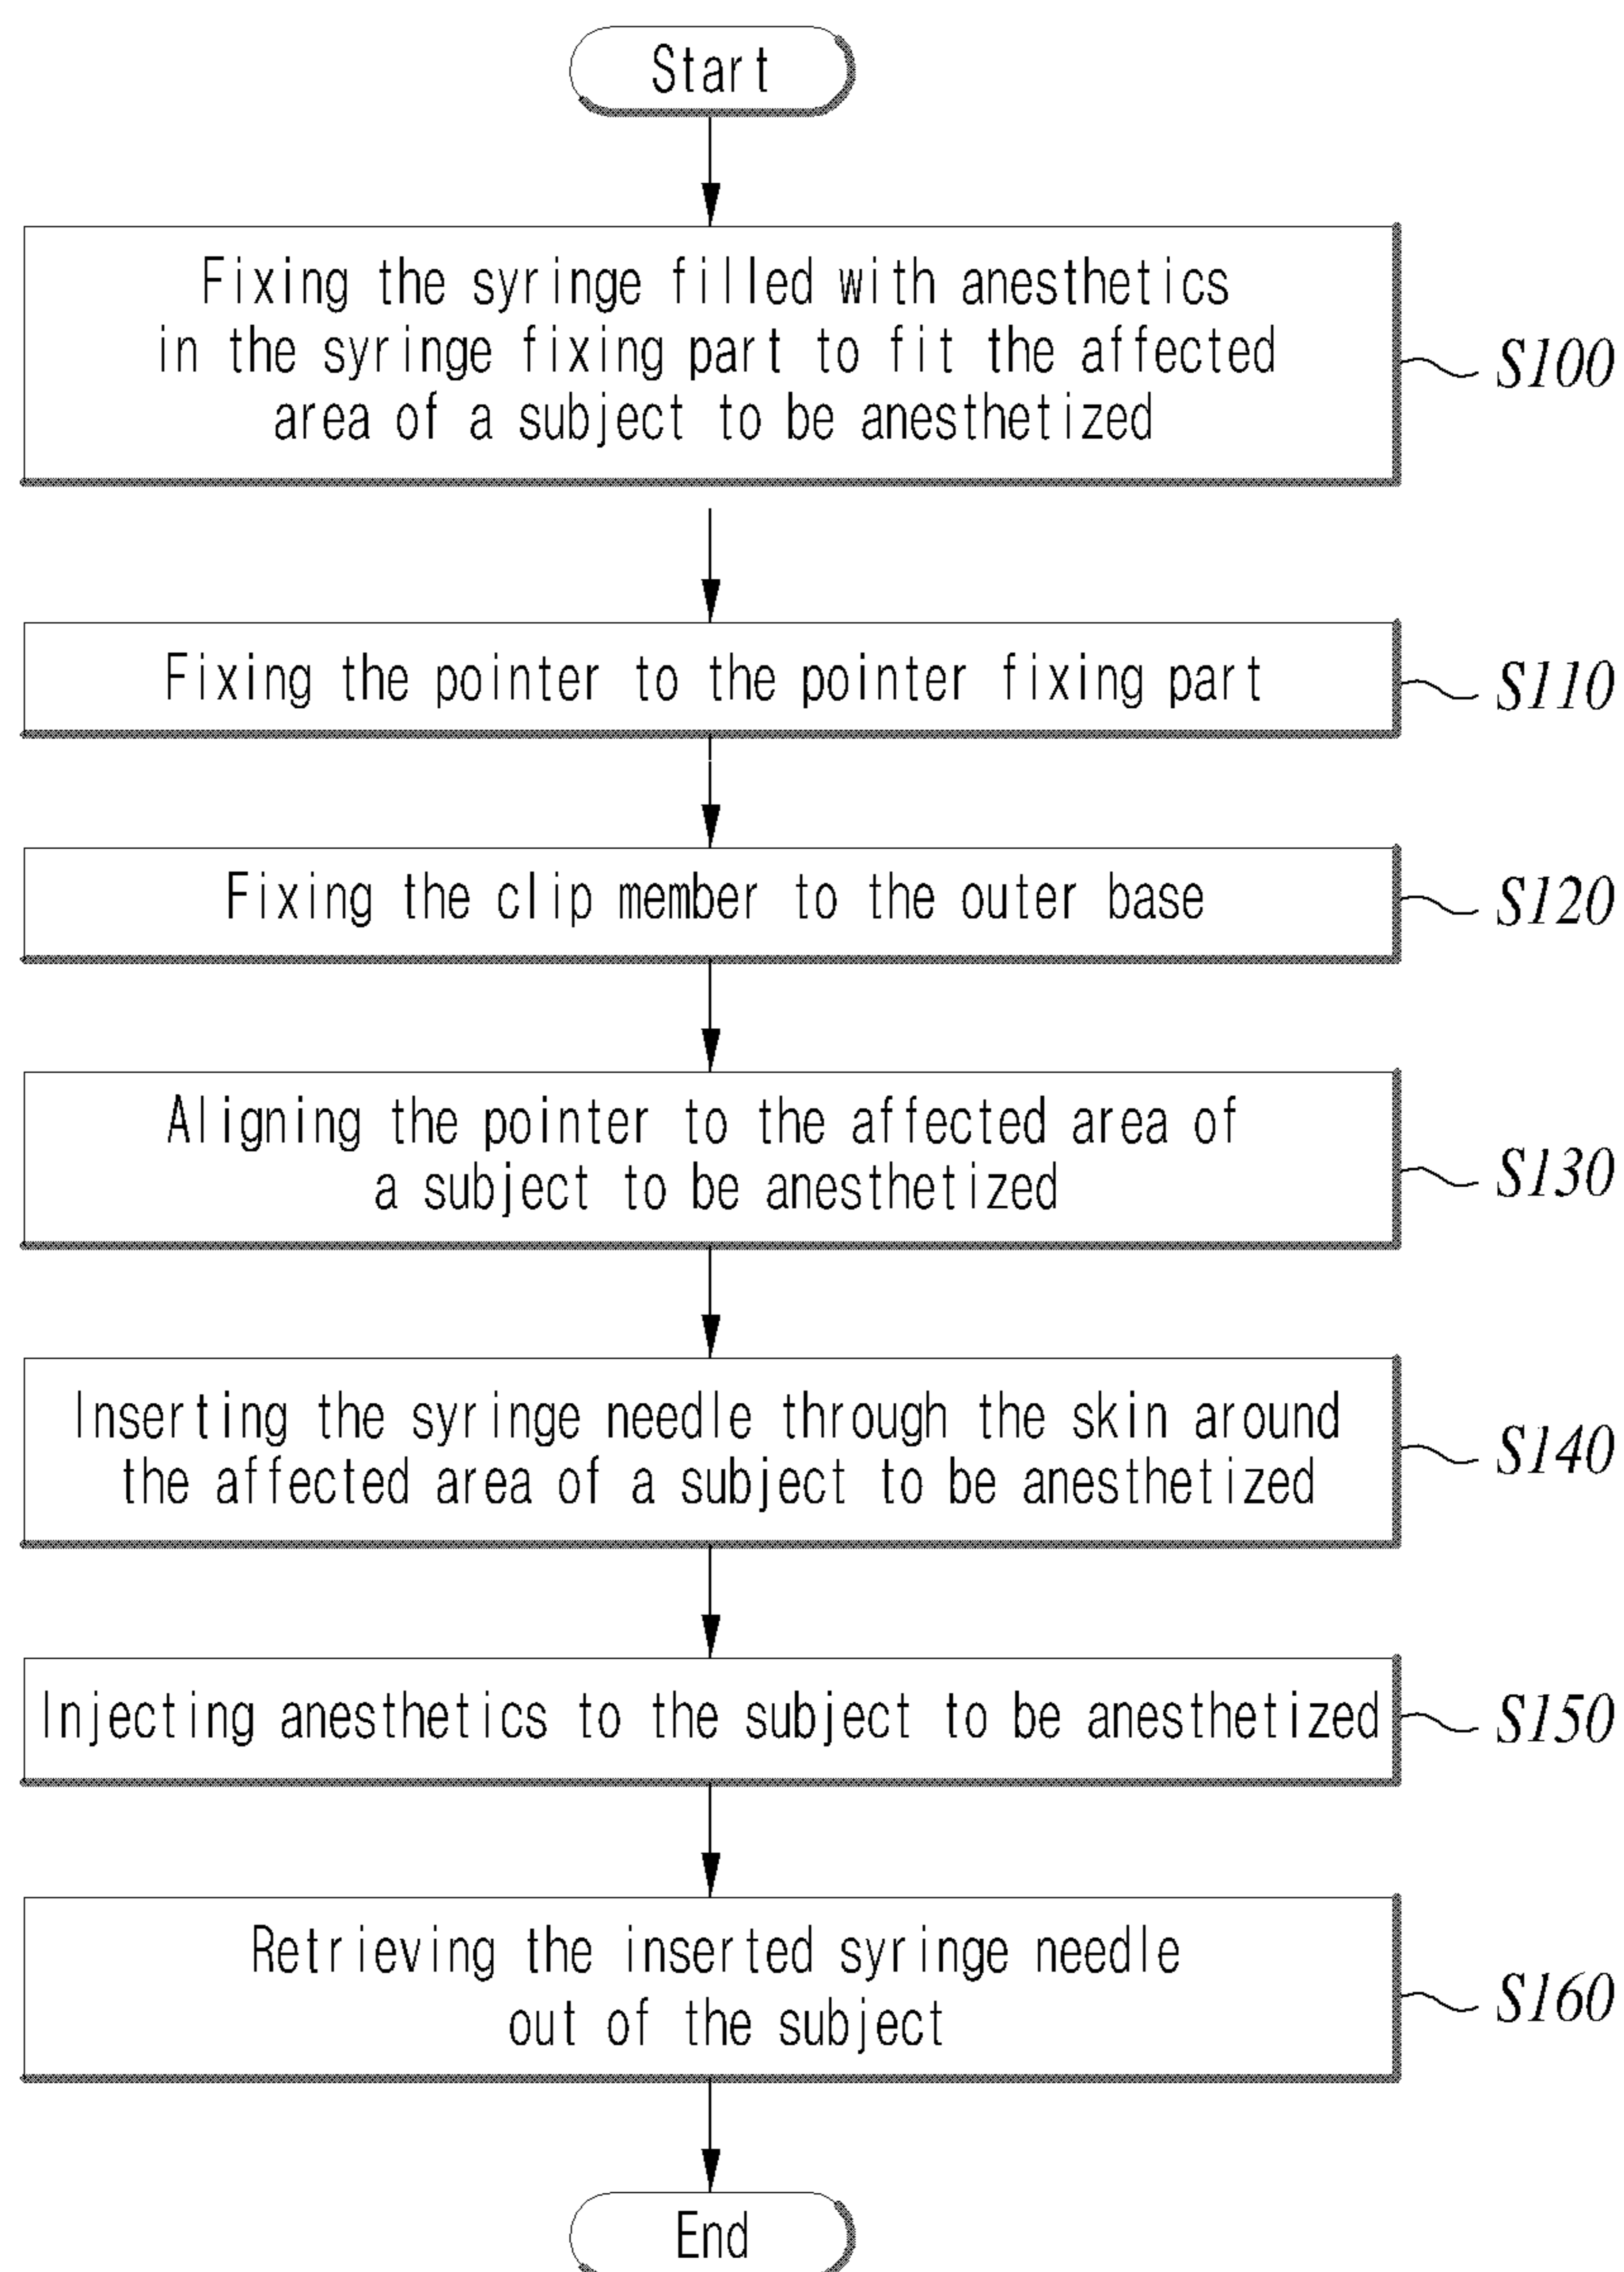 Start
Fixing the syringe filled with anesthetics
in the syringe fixing part to fit the affected
area of a subject to be anesthetized
S100
Fixing the pointer to the pointer fixing part
S110
Fixing the clip member to the outer base
S120
Aligning the pointer to the affected area of
a subject to be anesthetized
S130
Inserting the syringe needle through the skin around
the affected area of a subject to be anesthetized
S140
Injecting anesthetics to the subject to be anesthetized
S150
Retrieving the inserted syringe needle
out of the subject
S160
End